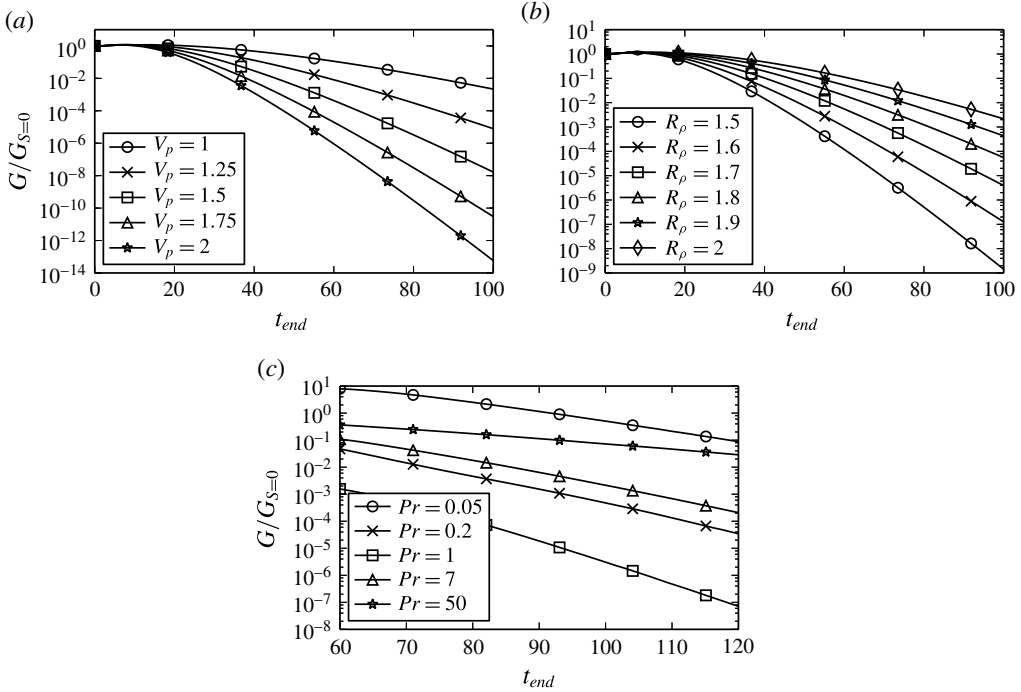 (a)
10^0
10^−2
10^−4
10^−6
10^−8
10^−10
10^−12
10^−14
G/G_{S=0}
V_p = 1
V_p = 1.25
V_p = 1.5
V_p = 1.75
V_p = 2
0 20 40 60 80 100
t_{end}
(b)
10^1
10^0
10^−1
10^−2
10^−3
10^−4
10^−5
10^−6
10^−7
10^−8
10^−9
R_ρ = 1.5
R_ρ = 1.6
R_ρ = 1.7
R_ρ = 1.8
R_ρ = 1.9
R_ρ = 2
0 20 40 60 80 100
t_{end}
(c)
10^1
10^0
10^−1
10^−2
10^−3
10^−4
10^−5
10^−6
10^−7
10^−8
G/G_{S=0}
Pr = 0.05
Pr = 0.2
Pr = 1
Pr = 7
Pr = 50
60 70 80 90 100 110 120
t_{end}